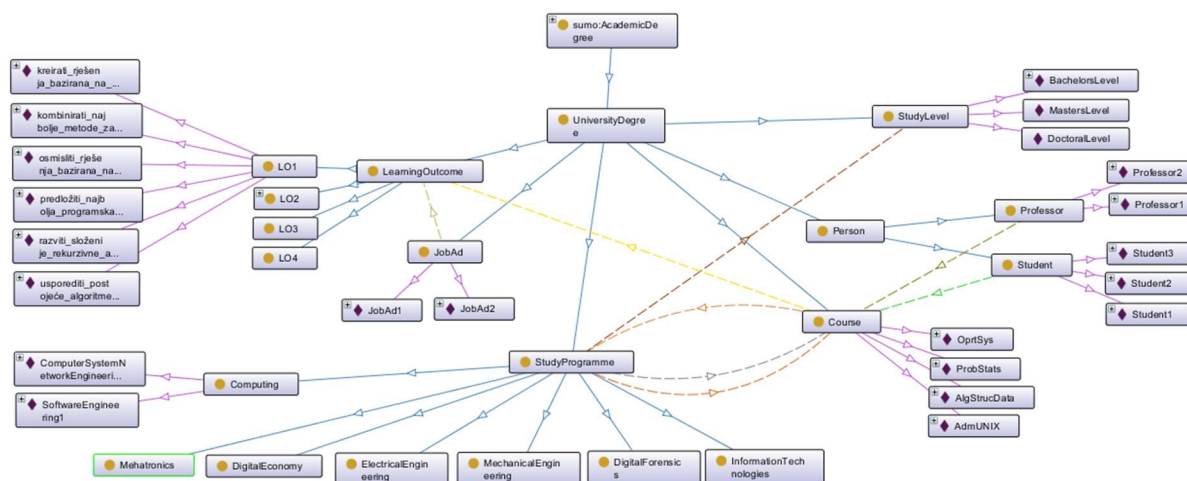 sumo:AcademicDe
gree
kreirati_rješen
ja_bazirana_na_...
kombinirati_naj
bolje_metode_za...
osmisliti_rješe
nja_bazirana_na...
predložiti_najb
olja_programska...
razviti_složeni
je_rekurzivne_a...
usporediti_post
ojeće_algoritme...
LO1
LO2
LO3
LO4
LearningOutcome
UniversityDegre
e
StudyLevel
BachelorsLevel
MastersLevel
DoctoralLevel
Professor2
Professor1
Professor
Person
Student
Student3
Student2
Student1
JobAd
JobAd1
JobAd2
Course
OprtSys
ProbStats
AlgStrucData
AdmUNIX
StudyProgramme
ComputerSystemN
etworkEngineeri...
SoftwareEnginee
ring1
Computing
Mehatronics
DigitalEconomy
ElectricalEngin
eering
MechanicalEngin
eering
DigitalForensic
s
InformationTech
nologies